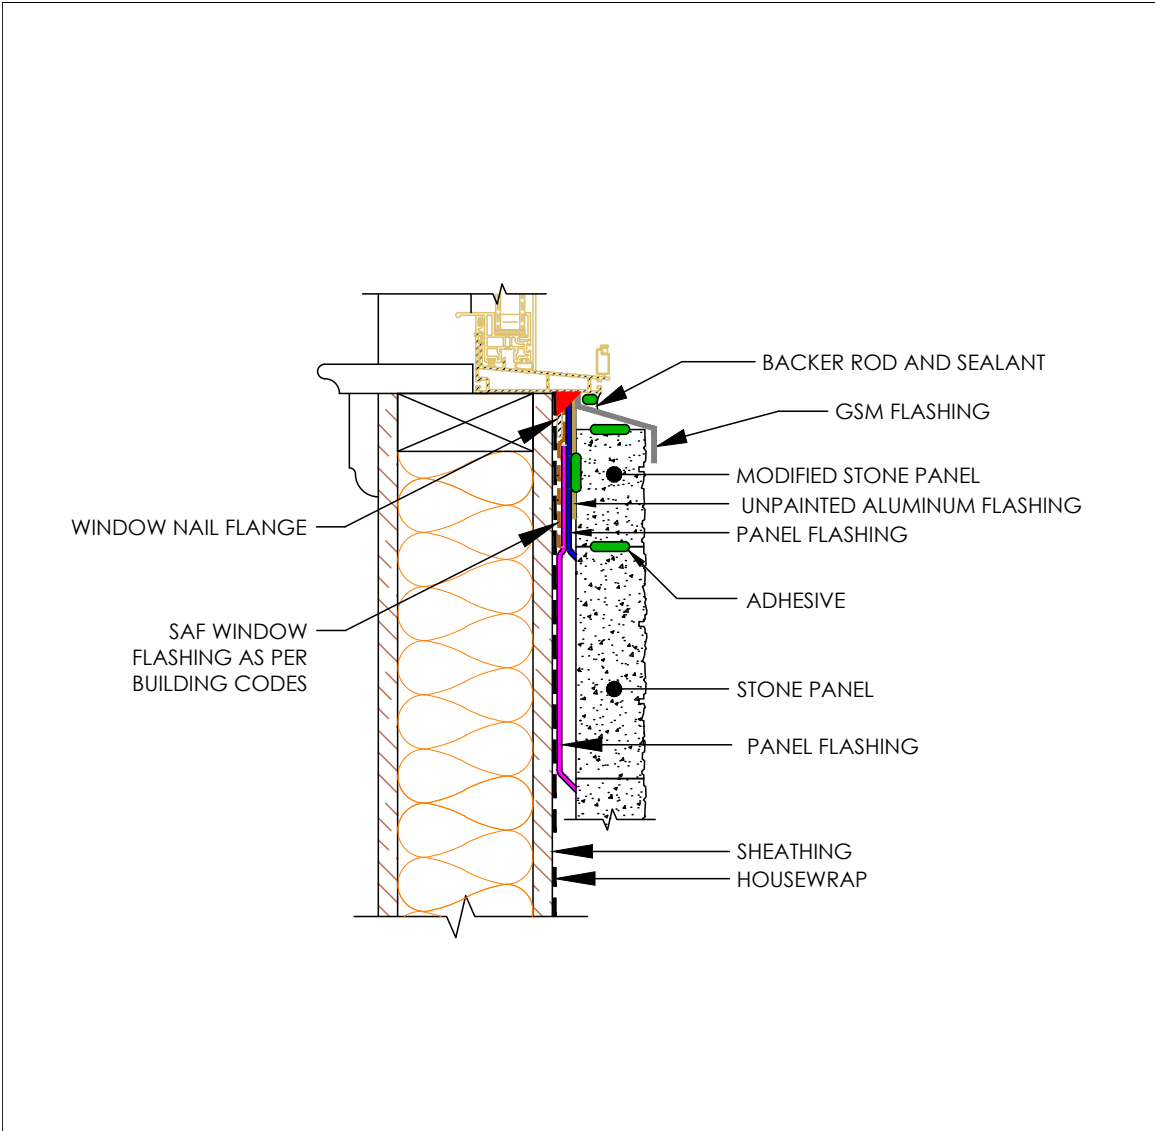 BACKER ROD AND SEALANT
GSM FLASHING
MODIFIED STONE PANEL
UNPAINTED ALUMINUM FLASHING
WINDOW NAIL FLANGE
PANEL FLASHING
ADHESIVE
SAF WINDOW
FLASHING AS PER
BUILDING CODES
STONE PANEL
PANEL FLASHING
SHEATHING
HOUSEWRAP